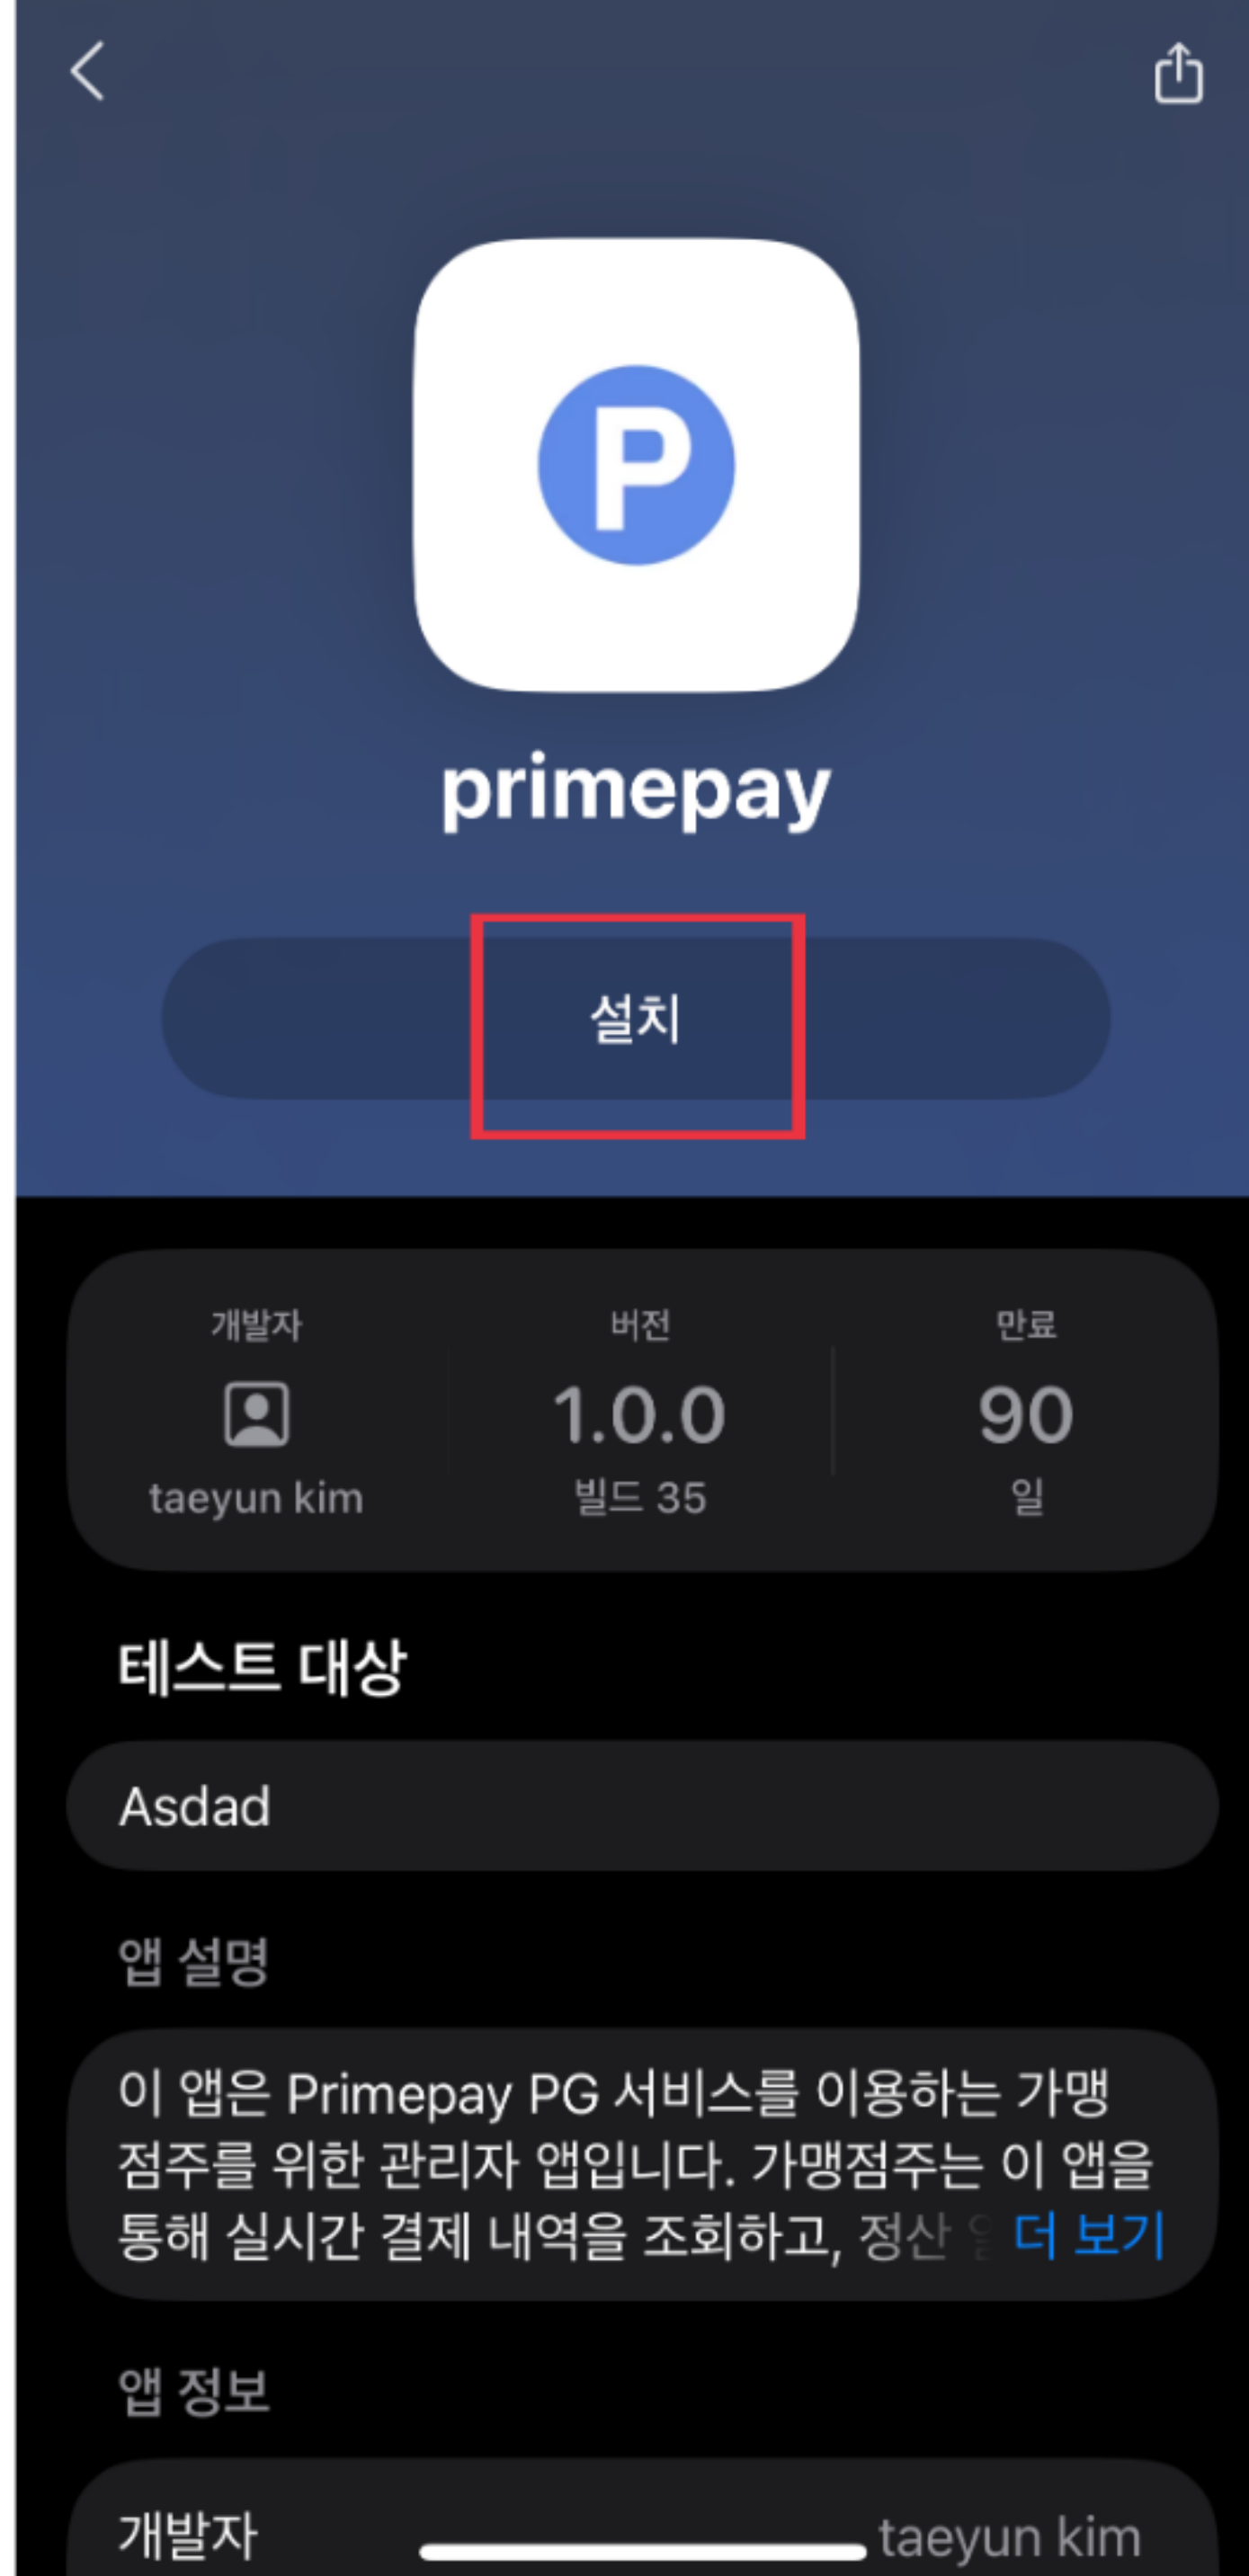 P
primepay
설치
개발자
taeyun kim
버전
1.0.0
빌드 35
만료
90
일
테스트 대상
Asdad
앱 설명
이 앱은 Primepay PG 서비스를 이용하는 가맹
점주를 위한 관리자 앱입니다. 가맹점주는 이 앱을
통해 실시간 결제 내역을 조회하고, 정산 더 보기
앱 정보
개발자 taeyun kim